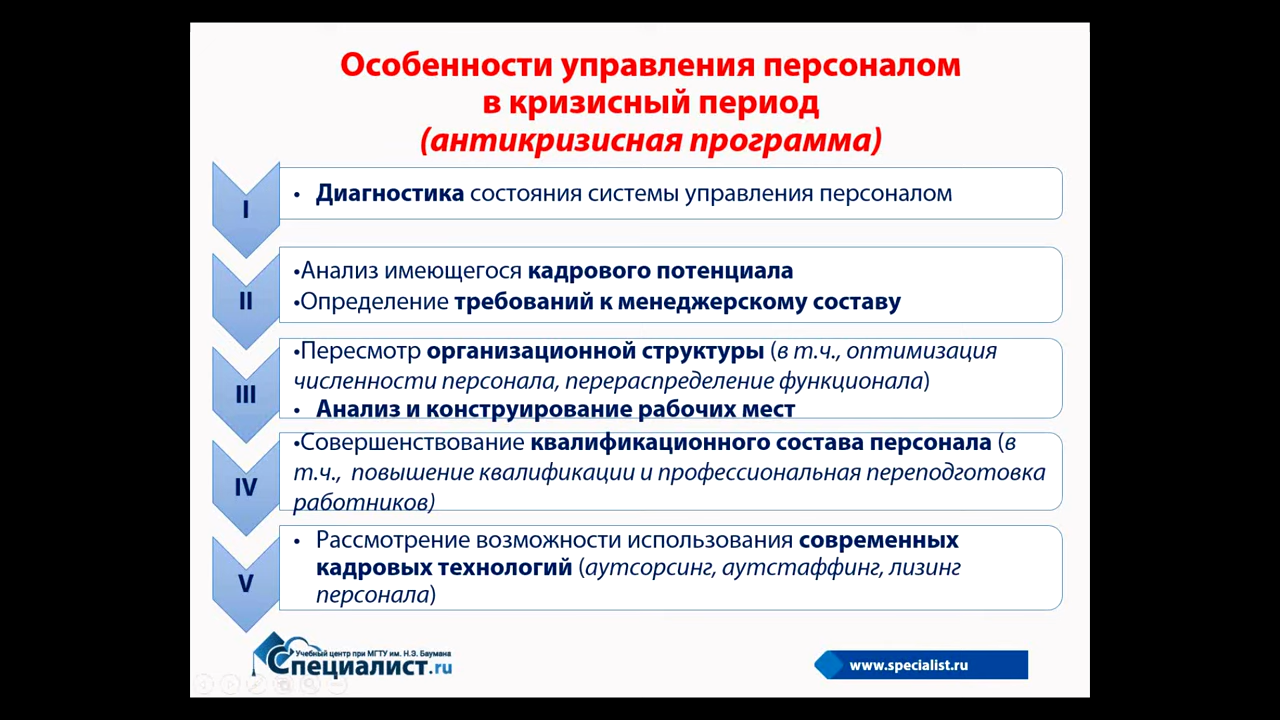 Особенности управления персоналом
в кризисный период
(антикризисная программа)
I
• Диагностика состояния системы управления персоналом
II
•Анализ имеющегося кадрового потенциала
•Определение требований к менеджерскому составу
III
•Пересмотр организационной структуры (в т.ч., оптимизация
численности персонала, перераспределение функционала)
• Анализ и конструирование рабочих мест
IV
•Совершенствование квалификационного состава персонала (в
т.ч., повышение квалификации и профессиональная переподготовка
работников)
V
• Рассмотрение возможности использования современных
кадровых технологий (аутсорсинг, аутстаффинг, лизинг
персонала)
Учебный центр при МГТУ им. Н.Э. Баумана
Специалист.ru
www.specialist.ru